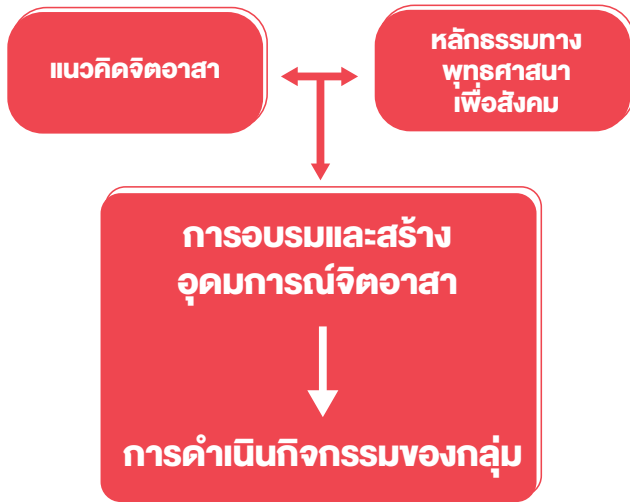 แนวคิดจิตอาสา
หลักธรรมทาง
พุทธศาสนา
เพื่อสังคม
การอบรมและสร้าง
อุดมการณ์จิตอาสา
การดำเนินกิจกรรมของกลุ่ม